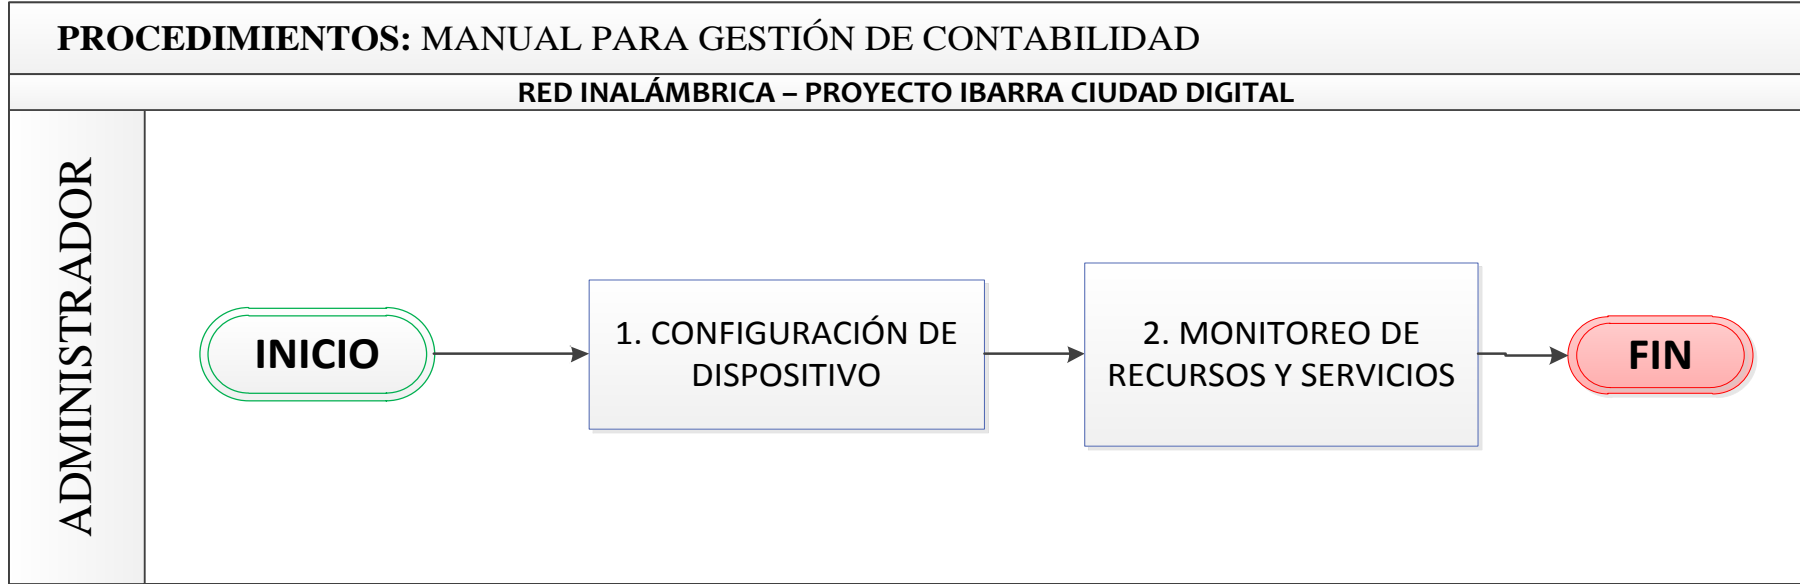 PROCEDIMIENTOS: MANUAL PARA GESTIÓN DE CONTABILIDAD
RED INALÁMBRICA – PROYECTO IBARRA CIUDAD DIGITAL
ADMINISTRADOR
INICIO
1. CONFIGURACIÓN DE
DISPOSITIVO
2. MONITOREO DE
RECURSOS Y SERVICIOS
FIN